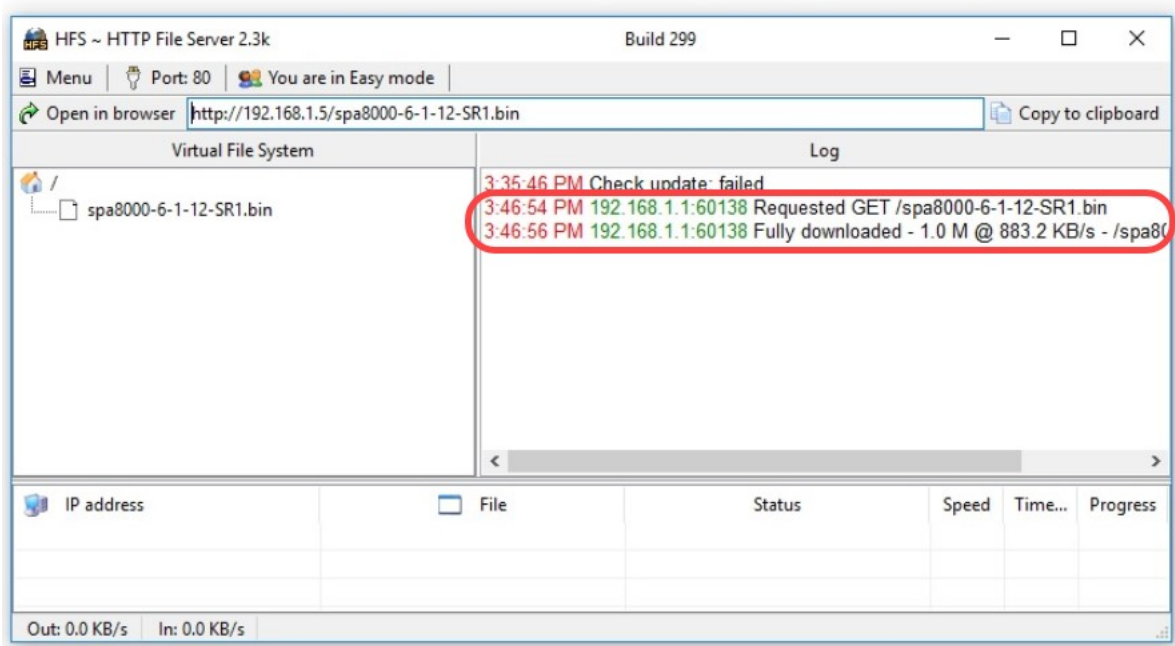 HFS ~ HTTP File Server 2.3k Build 299
Menu Port: 80 You are in Easy mode
Open in browser http://192.168.1.5/spa8000-6-1-12-SR1.bin Copy to clipboard
Virtual File System Log
/
spa8000-6-1-12-SR1.bin
3:35:46 PM Check update: failed
3:46:54 PM 192.168.1.1:60138 Requested GET /spa8000-6-1-12-SR1.bin
3:46:56 PM 192.168.1.1:60138 Fully downloaded - 1.0 M @ 883.2 KB/s - /spa80
IP address File Status Speed Time... Progress
Out: 0.0 KB/s In: 0.0 KB/s